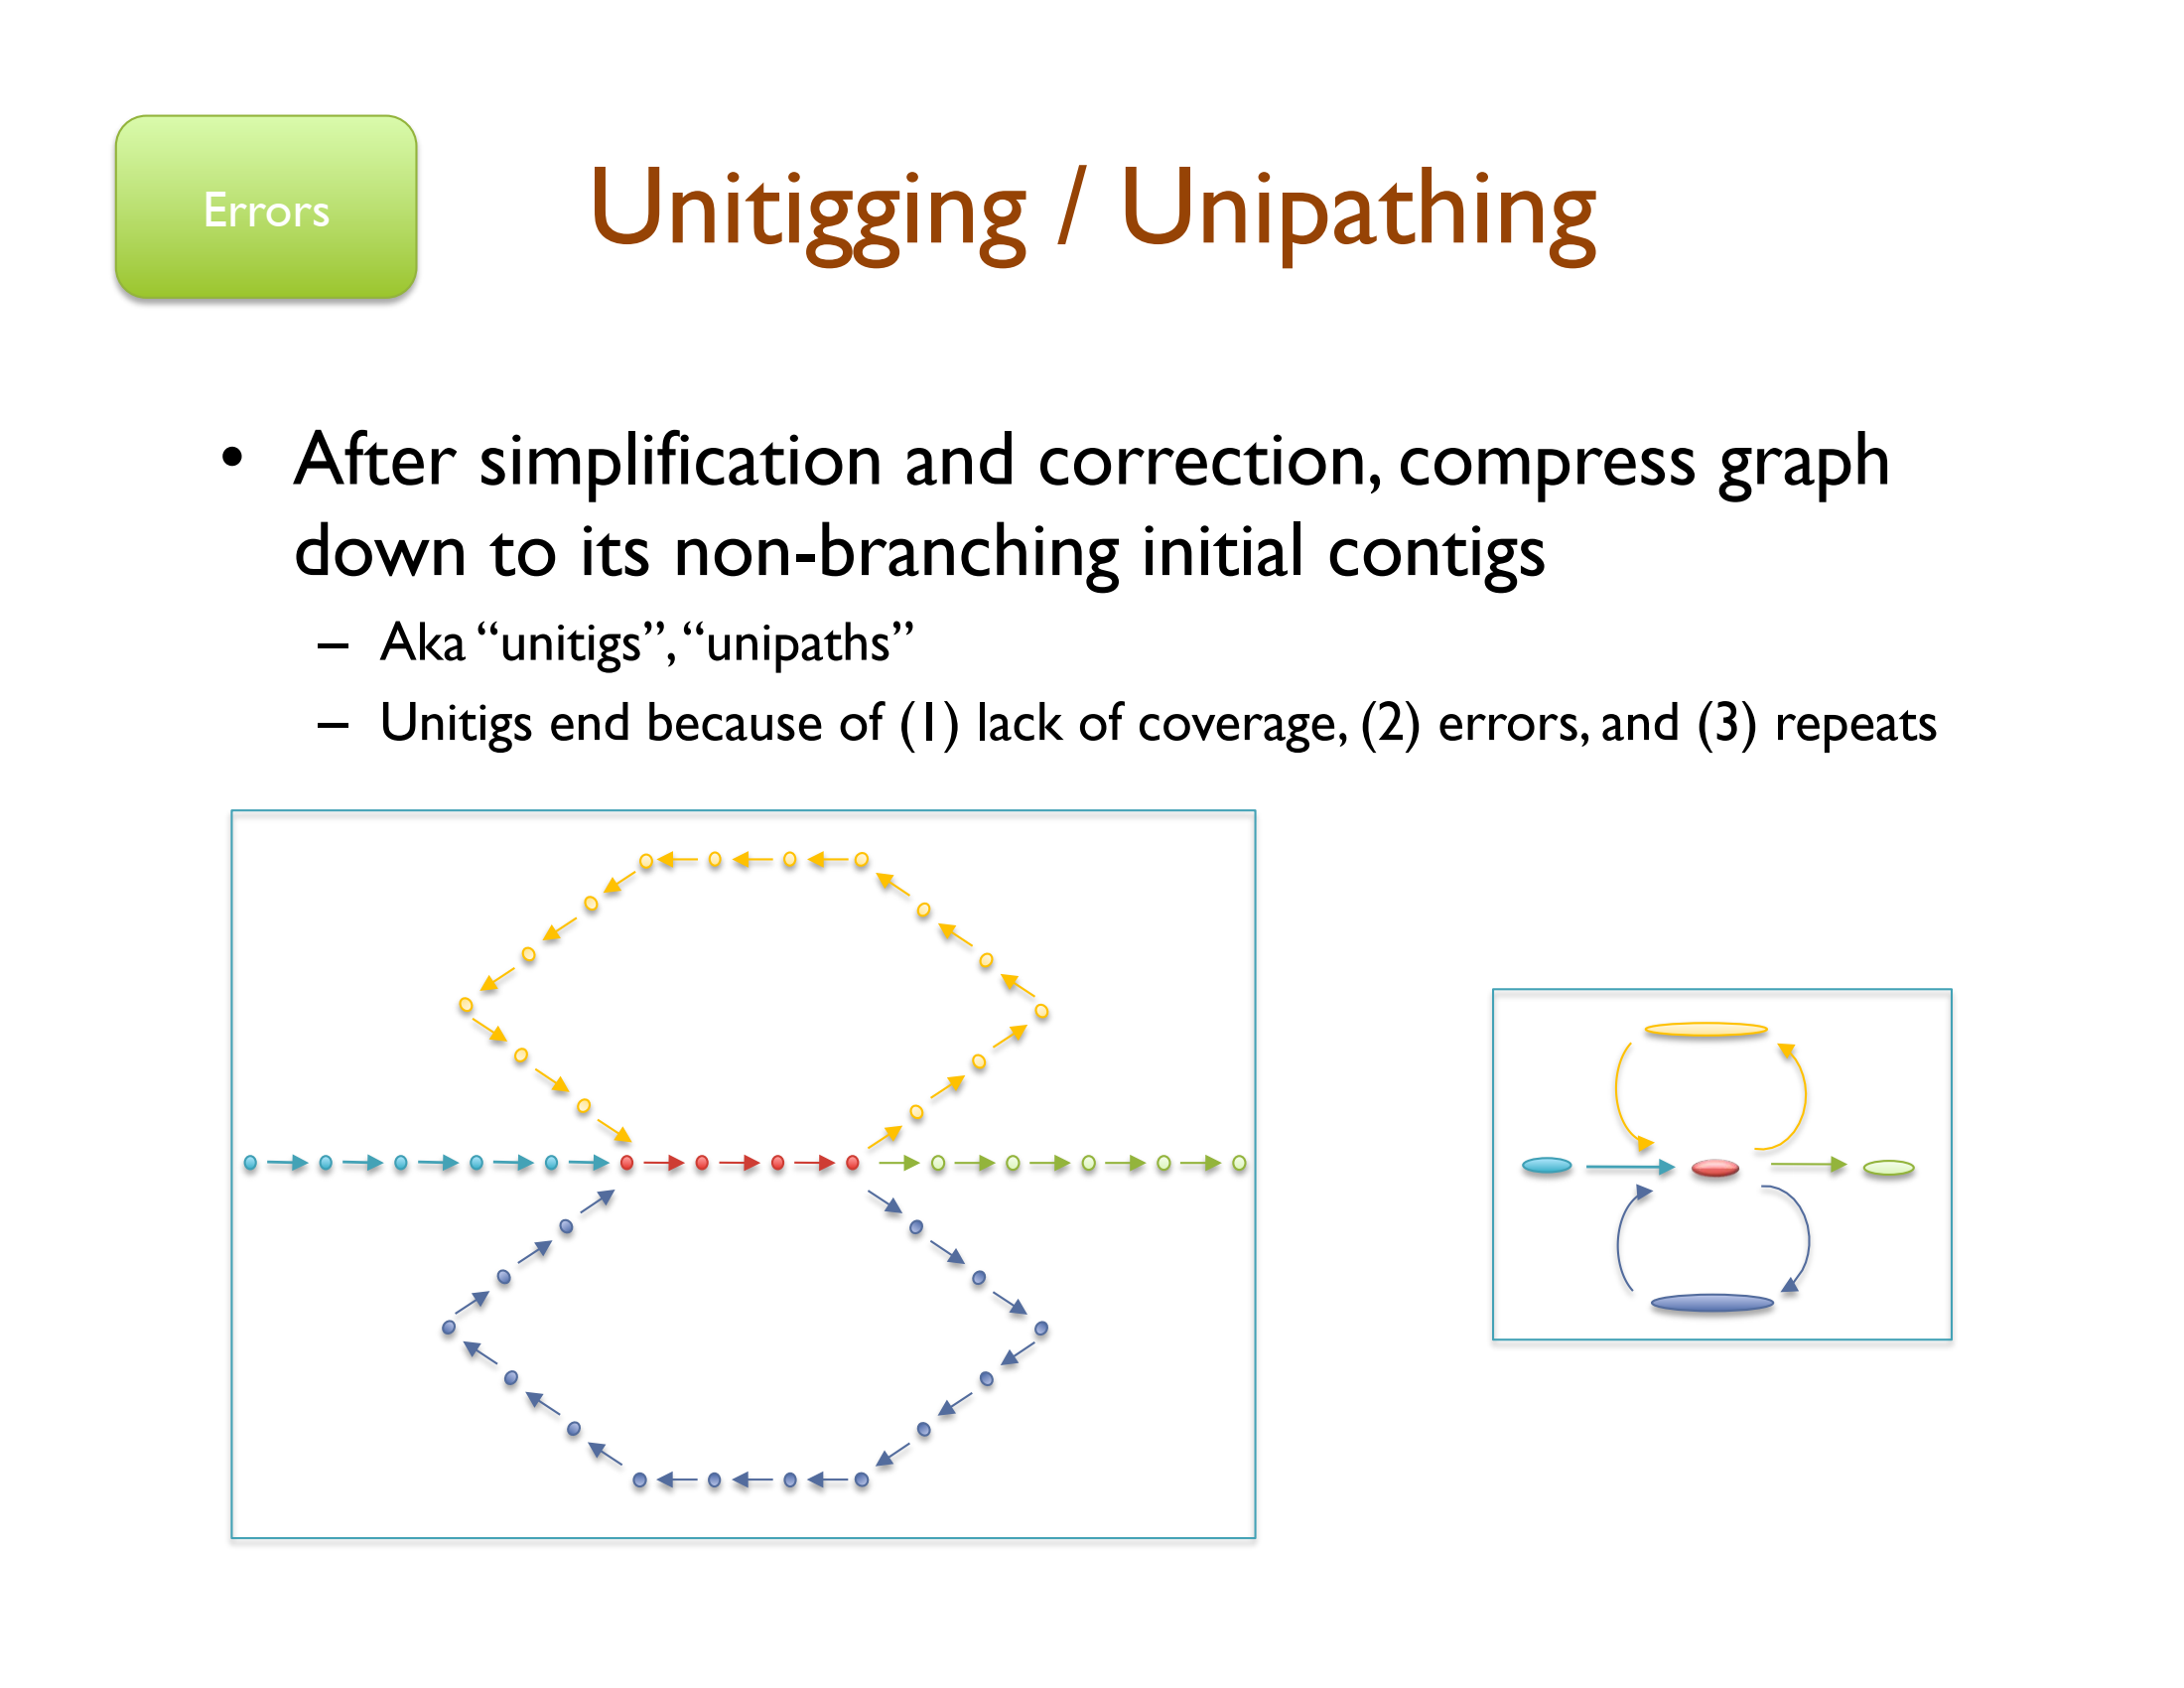 Errors
Unitigging / Unipathing
• After simplification and correction, compress graph
down to its non-branching initial contigs
– Aka “unitigs”, “unipaths”
– Unitigs end because of (1) lack of coverage, (2) errors, and (3) repeats